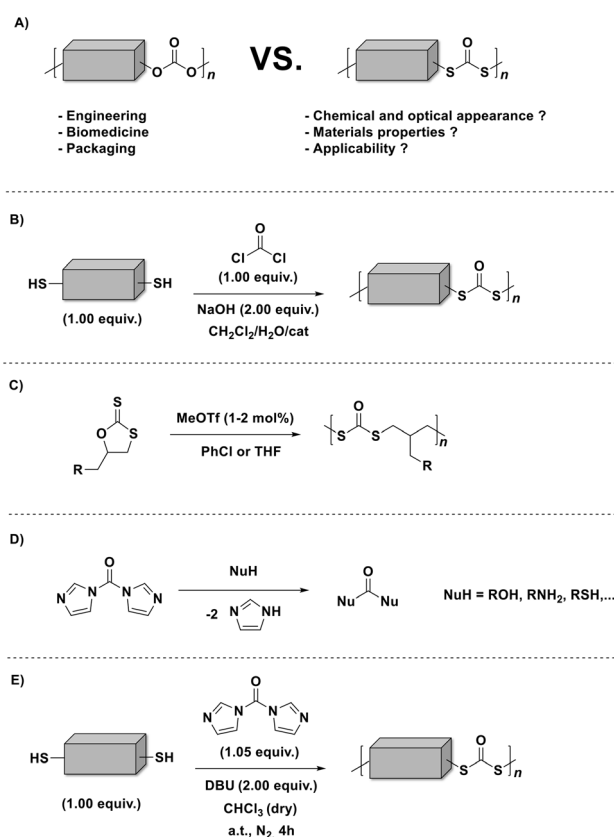 A)
O
O
O
n
VS.
O
S
S
n
- Engineering
- Biomedicine
- Packaging
- Chemical and optical appearance ?
- Materials properties ?
- Applicability ?
B)
HS
SH
(1.00 equiv.)
O
Cl
Cl
(1.00 equiv.)
NaOH (2.00 equiv.)
CH₂Cl₂/H₂O/cat
O
S
S
n
C)
S
O
S
R
MeOTf (1-2 mol%)
PhCl or THF
O
S
S
R
n
D)
O
N
N
N
N
NuH
-2
N
NH
O
Nu
Nu
NuH = ROH, RNH₂, RSH,...
E)
HS
SH
(1.00 equiv.)
O
N
N
N
N
(1.05 equiv.)
DBU (2.00 equiv.)
CHCl₃ (dry)
a.t., N₂ 4h
O
S
S
n